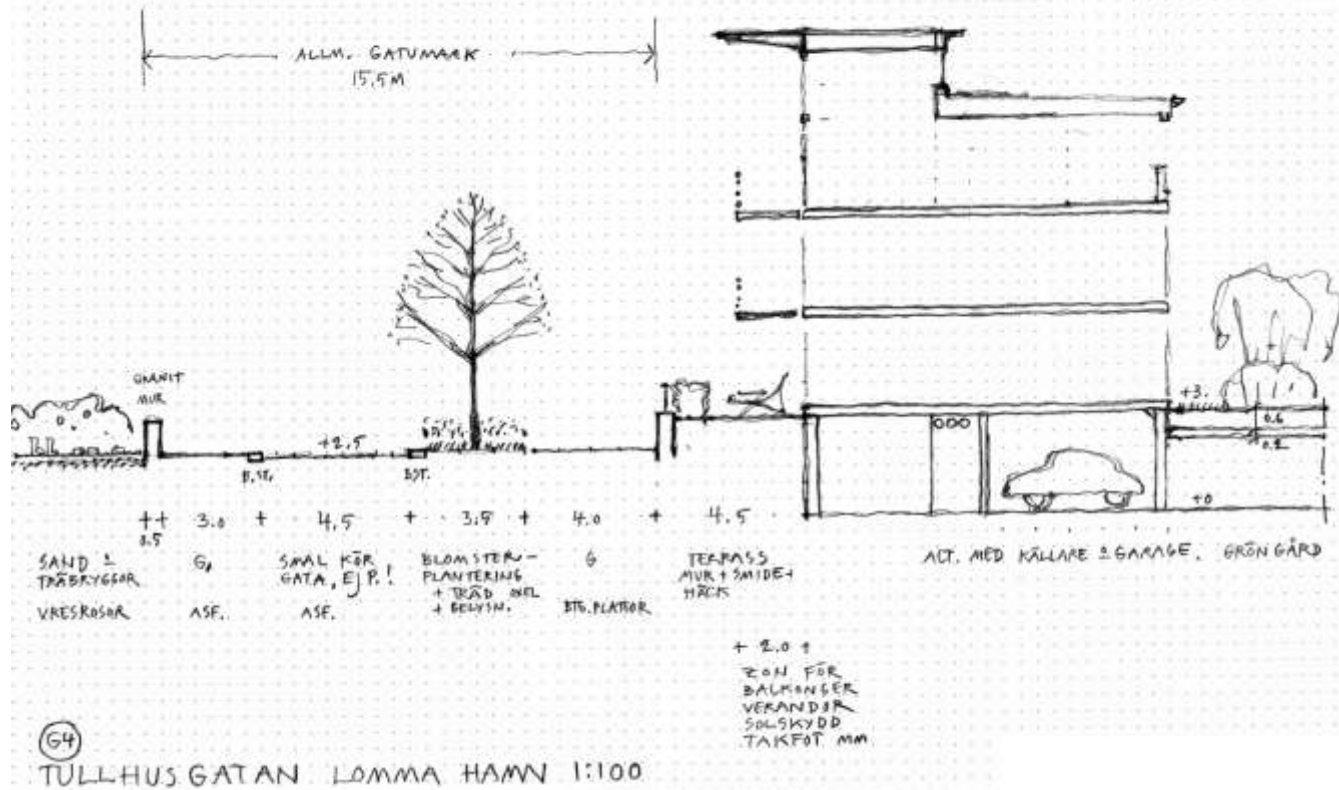 ALLM. GATUMARK
15,5M
GRANIT
MUR
+2.5
B.ST.
BST.
+3.
0.6
0.2
+0
0.5
3.0
4,5
3.5
4.0
4.5
SAND &
TRÄBRYGGOR
VRESROSOR
G
ASF.
SMAL KÖR
GATA, EJ P.!
ASF.
BLOMSTER-
PLANTERING
+ TRÄD OXEL
+ BELYSN.
G
BTG. PLATTOR
TERRASS
MUR + SMIDE +
HÄCK
ALT. MED KÄLLARE & GARAGE.
GRÖN GÅRD
+ 2.0 +
ZON FÖR
BALKONGER
VERANDOR
SOLSKYDD
TAKFOT MM
G4
TULLHUSGATAN LOMMA HAMN 1:100